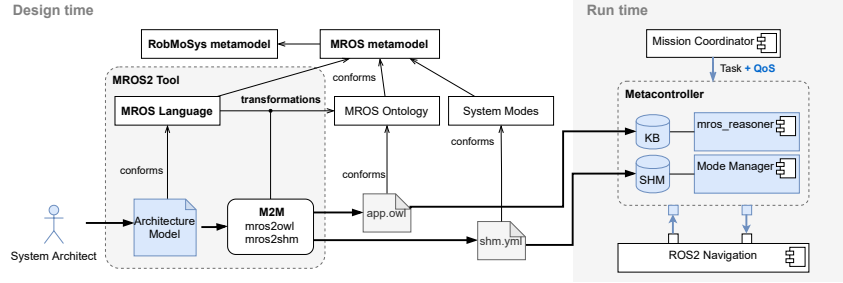 Design time
Run time
RobMoSys metamodel
MROS metamodel
Mission Coordinator
conforms
Task + QoS
MROS2 Tool
Metacontroller
MROS Language
transformations
MROS Ontology
System Modes
KB
mros_reasoner
conforms
conforms
conforms
SHM
Mode Manager
Architecture
Model
M2M
mros2owl
mros2shm
app.owl
shm.yml
System Architect
ROS2 Navigation